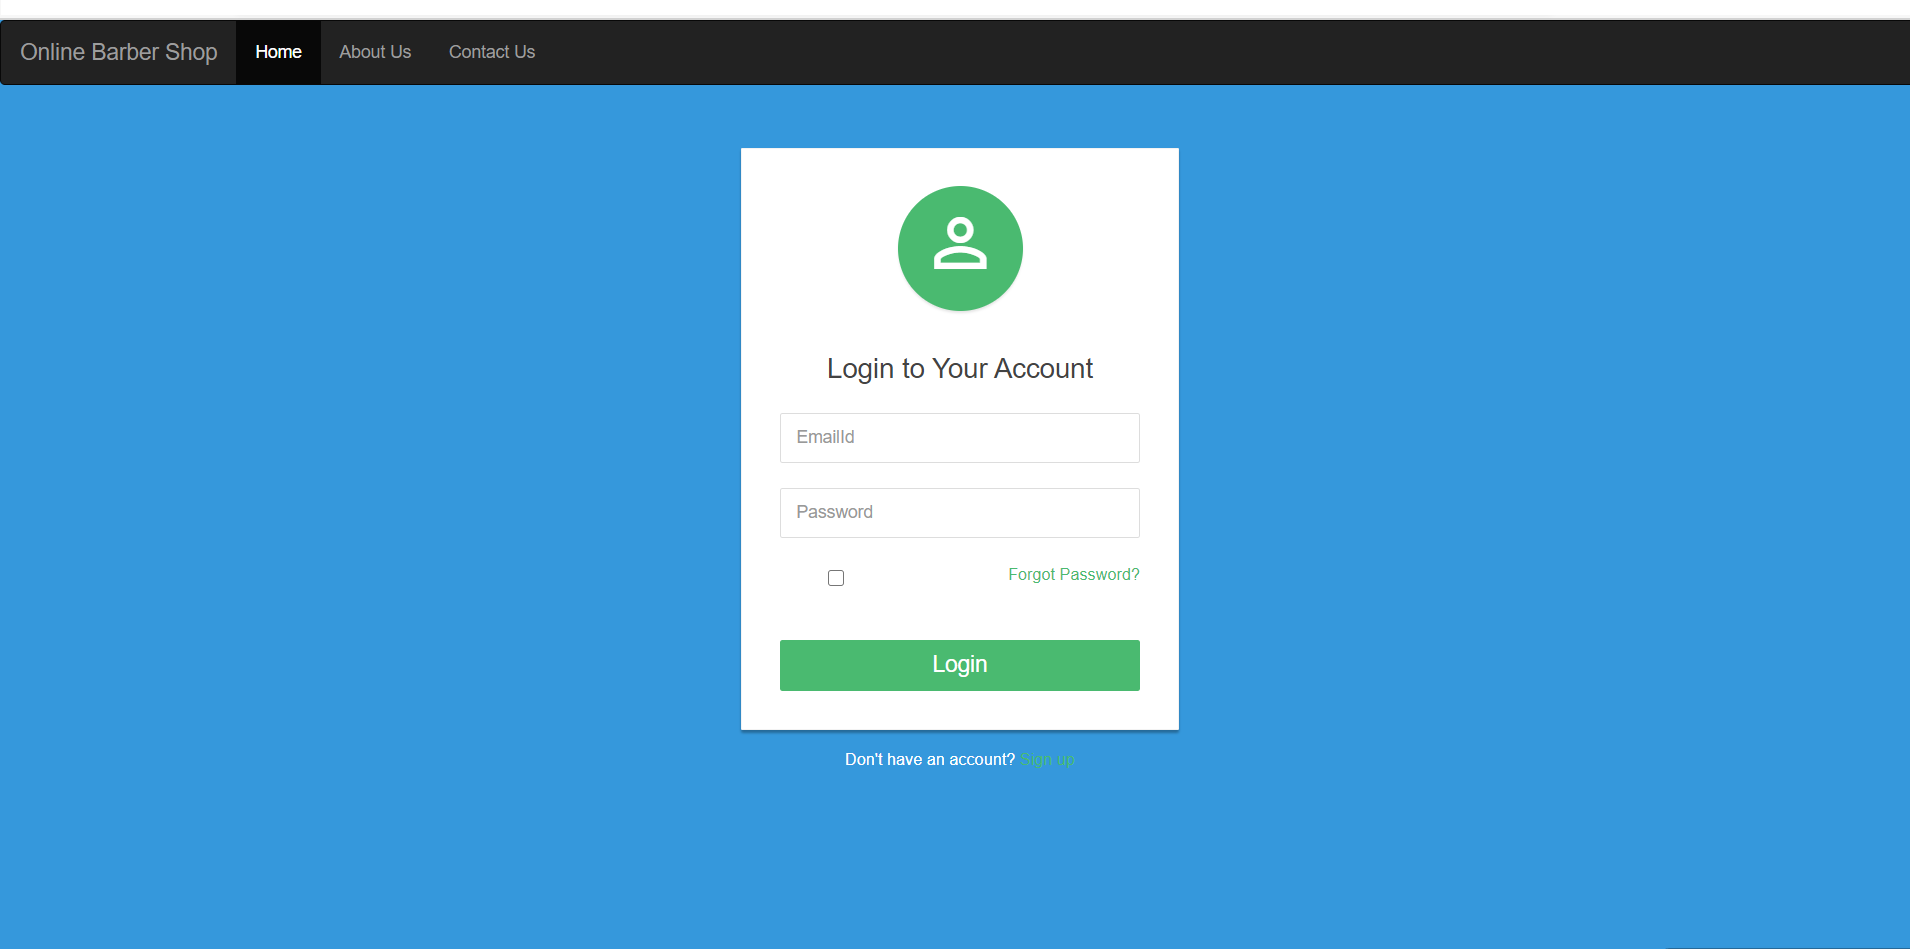 Online Barber Shop Home About Us Contact Us
Login to Your Account
EmailId
Password
Forgot Password?
Login
Don't have an account? Sign up